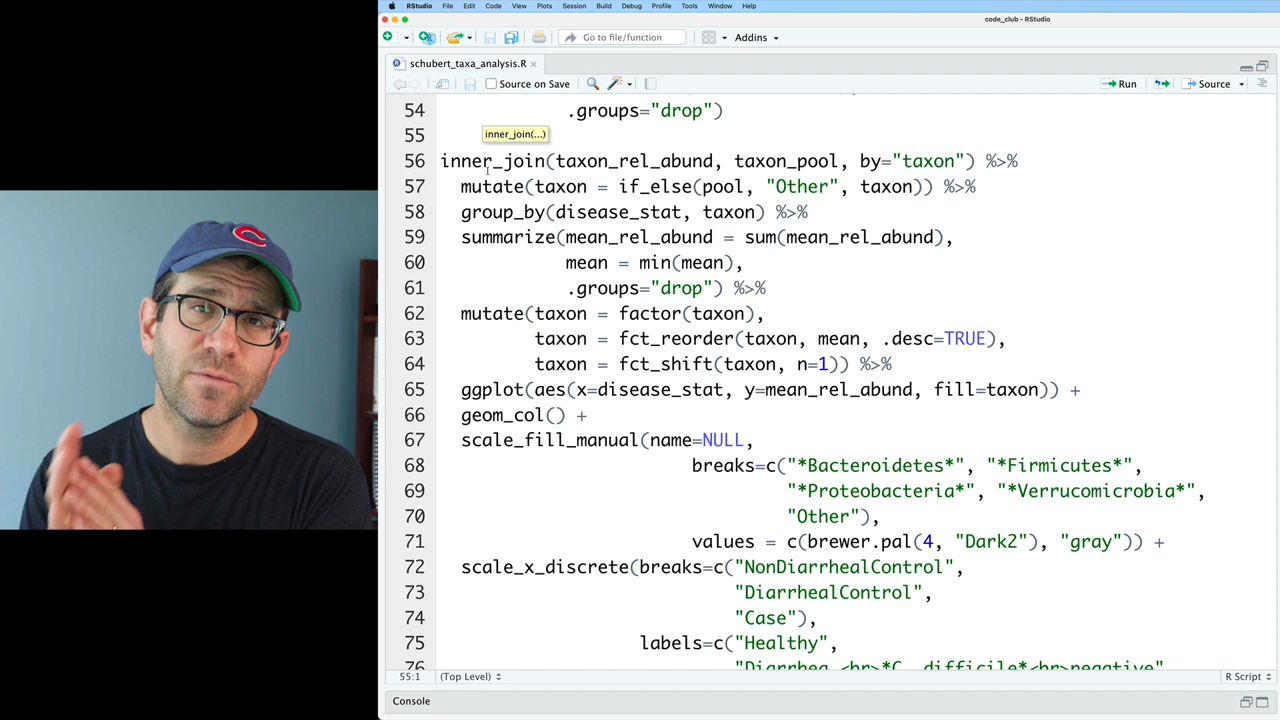 RStudio File Edit Code View Plots Session Build Debug Profile Tools Window Help
code_club - RStudio
Go to file/function Addins
schubert_taxa_analysis.R
Source on Save Run Source
54 .groups="drop")
55
inner_join(...)
56 inner_join(taxon_rel_abund, taxon_pool, by="taxon") %>%
57 mutate(taxon = if_else(pool, "Other", taxon)) %>%
58 group_by(disease_stat, taxon) %>%
59 summarize(mean_rel_abund = sum(mean_rel_abund),
60 mean = min(mean),
61 .groups="drop") %>%
62 mutate(taxon = factor(taxon),
63 taxon = fct_reorder(taxon, mean, .desc=TRUE),
64 taxon = fct_shift(taxon, n=1)) %>%
65 ggplot(aes(x=disease_stat, y=mean_rel_abund, fill=taxon)) +
66 geom_col() +
67 scale_fill_manual(name=NULL,
68 breaks=c("*Bacteroidetes*", "*Firmicutes*",
69 "*Proteobacteria*", "*Verrucomicrobia*",
70 "Other"),
71 values = c(brewer.pal(4, "Dark2"), "gray")) +
72 scale_x_discrete(breaks=c("NonDiarrhealControl",
73 "DiarrhealControl",
74 "Case"),
75 labels=c("Healthy",
76 "Diarrhea <br>*C. difficile*<br>negative"
55:1 (Top Level) R Script
Console